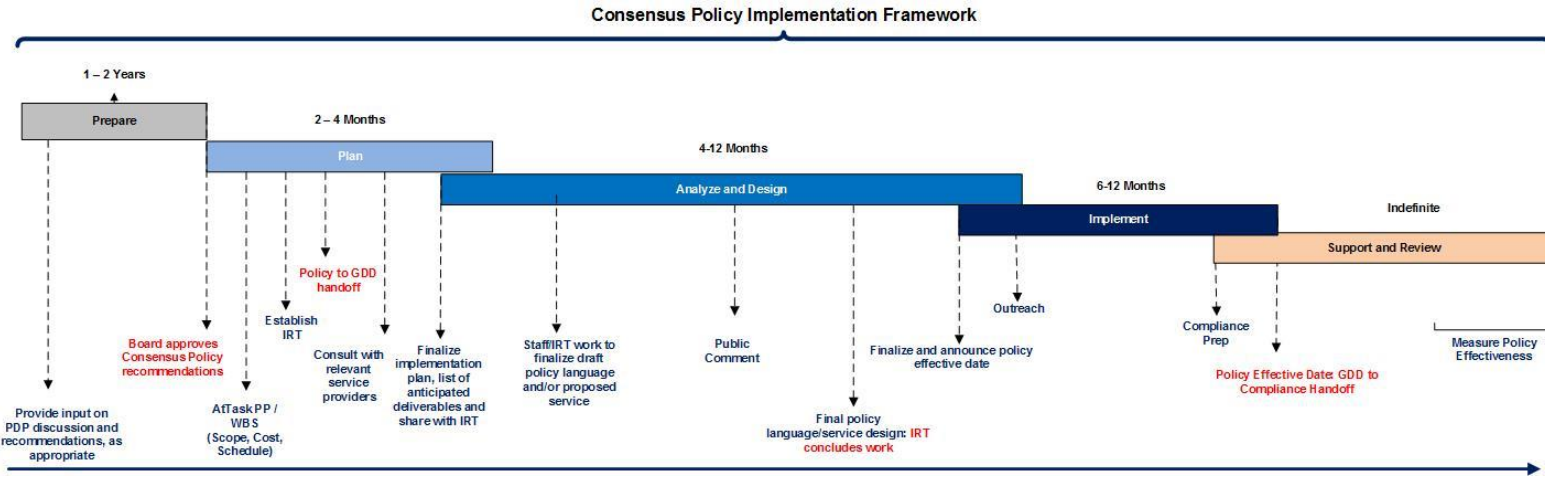 Consensus Policy Implementation Framework
1 – 2 Years
Prepare
2 – 4 Months
Plan
4-12 Months
Analyze and Design
6-12 Months
Implement
Indefinite
Support and Review
Provide input on
PDP discussion and
recommendations, as
appropriate
Board approves
Consensus Policy
recommendations
AtTask PP /
WBS
(Scope, Cost,
Schedule)
Establish
IRT
Policy to GDD
handoff
Consult with
relevant
service
providers
Finalize
implementation
plan, list of
anticipated
deliverables and
share with IRT
Staff/IRT work to
finalize draft
policy language
and/or proposed
service
Public
Comment
Final policy
language/service design: IRT
concludes work
Finalize and announce policy
effective date
Outreach
Compliance
Prep
Policy Effective Date: GDD to
Compliance Handoff
Measure Policy
Effectiveness